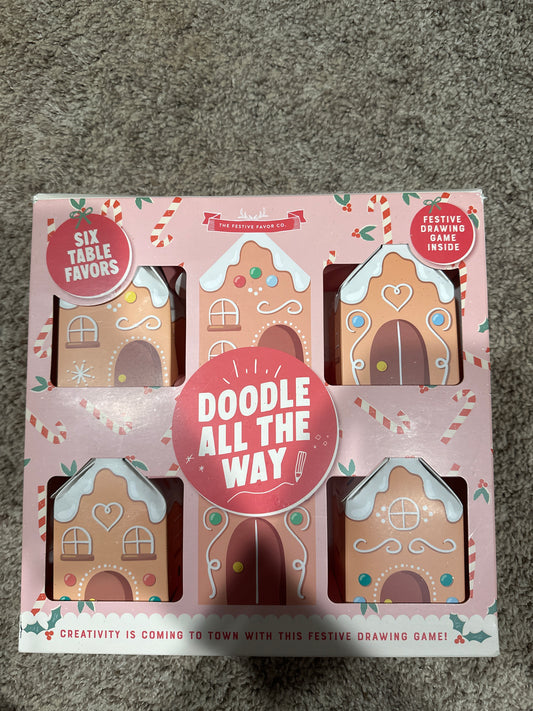 THE FESTIVE FAVOR CO.
SIX
TABLE
FAVORS
FESTIVE
DRAWING
GAME
INSIDE
DOODLE
ALL THE
WAY
CREATIVITY IS COMING TO TOWN WITH THIS FESTIVE DRAWING GAME!